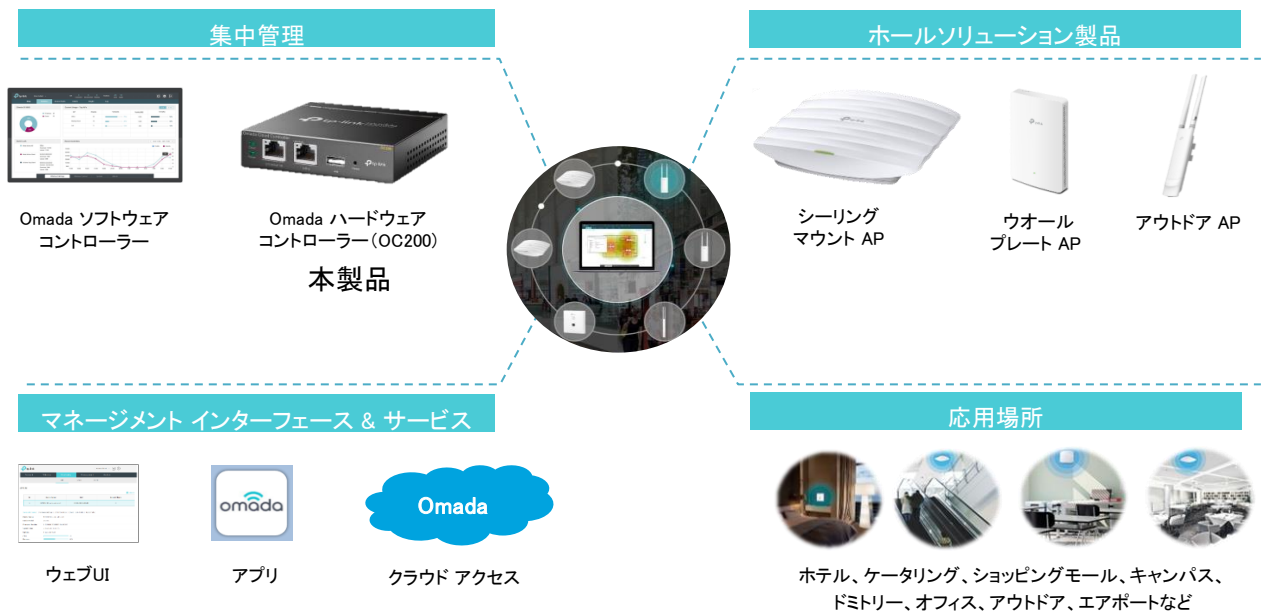 集中管理
ホールソリューション製品
tp-link
Omada ソフトウェア
コントローラー
Omada ハードウェア
コントローラー（OC200）
本製品
シーリング
マウント AP
ウオール
プレート AP
アウトドア AP
マネージメント インターフェース & サービス
応用場所
omada
Omada
ウェブUI
アプリ
クラウド アクセス
ホテル、ケータリング、ショッピングモール、キャンパス、
ドミトリー、オフィス、アウトドア、エアポートなど